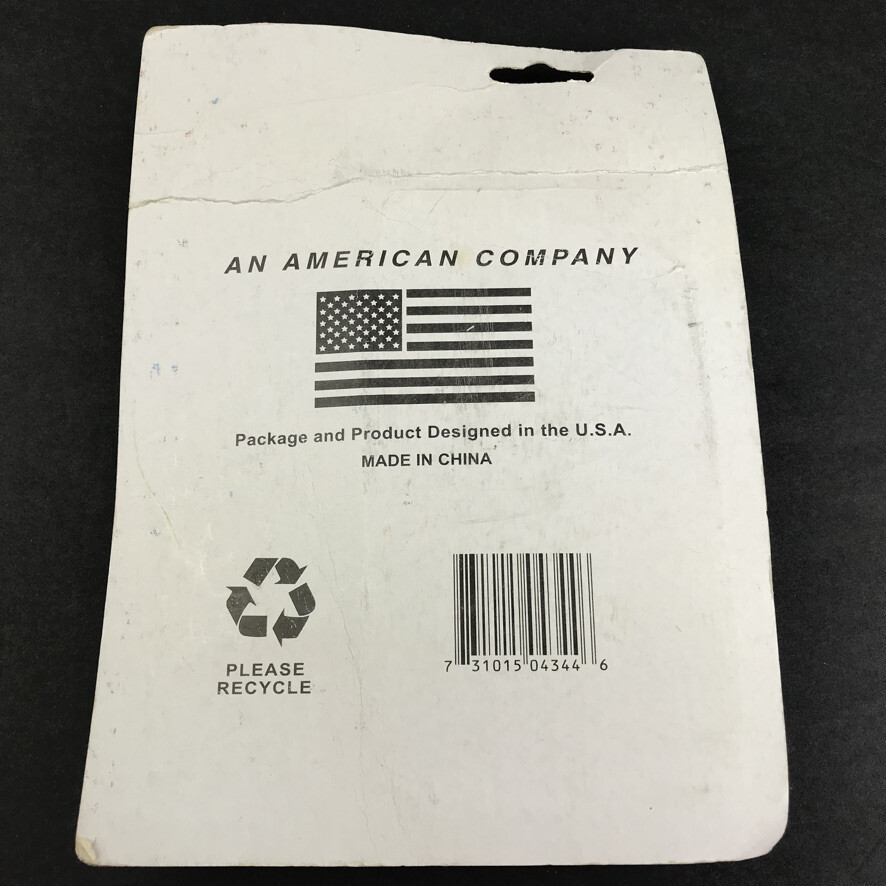 AN AMERICAN COMPANY
Package and Product Designed in the U.S.A.
MADE IN CHINA
PLEASE
RECYCLE
7 31015 04344 6